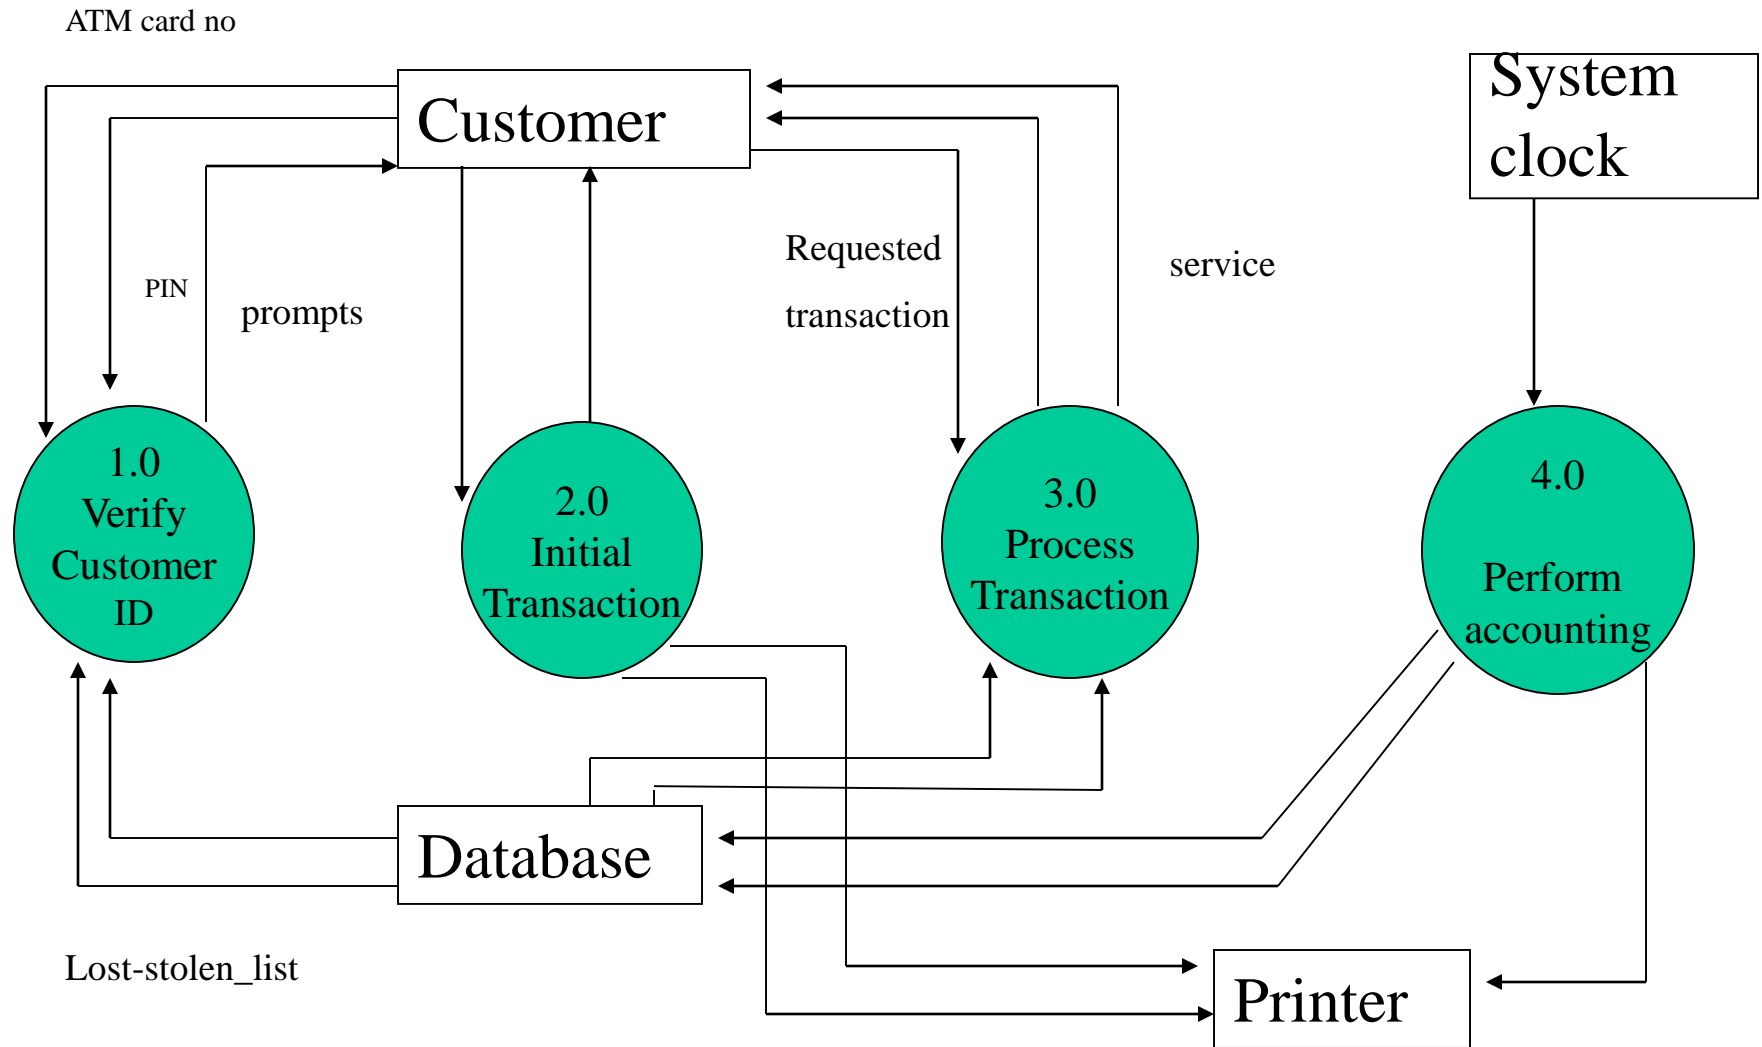 ATM card no
Customer
System
clock
Requested
transaction
service
PIN
prompts
1.0
Verify
Customer
ID
2.0
Initial
Transaction
3.0
Process
Transaction
4.0
Perform
accounting
Database
Lost-stolen_list
Printer